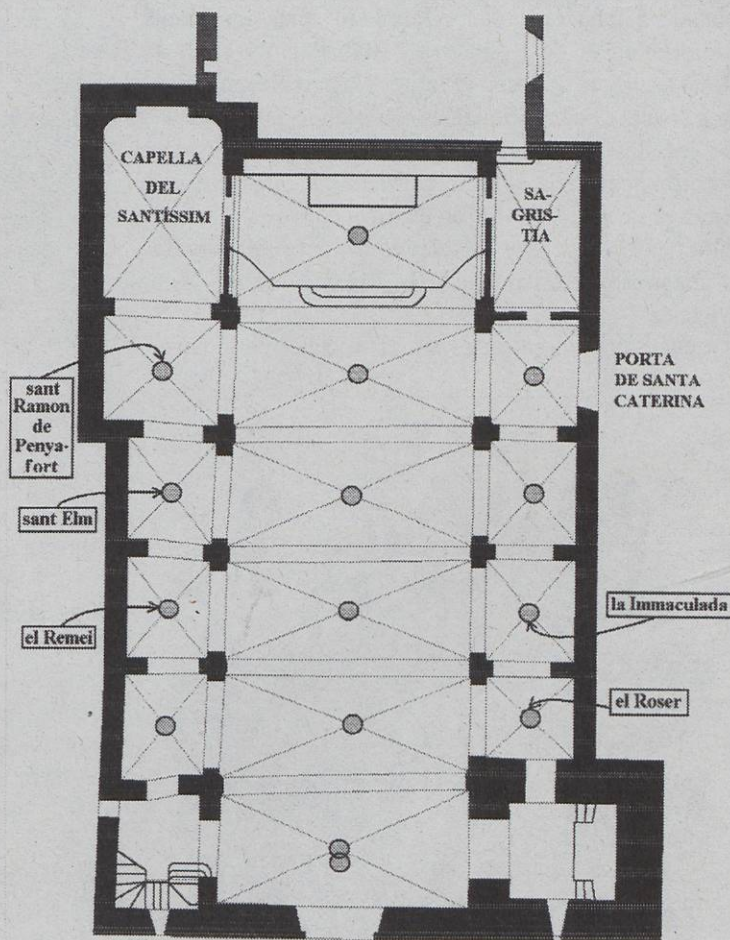 CAPELLA
DEL
SANTÍSSIM
SA-
GRIS-
TIA
PORTA
DE SANTA
CATERINA
sant
Ramon
de
Penya-
fort
sant Elm
el Remei
la Immaculada
el Roser